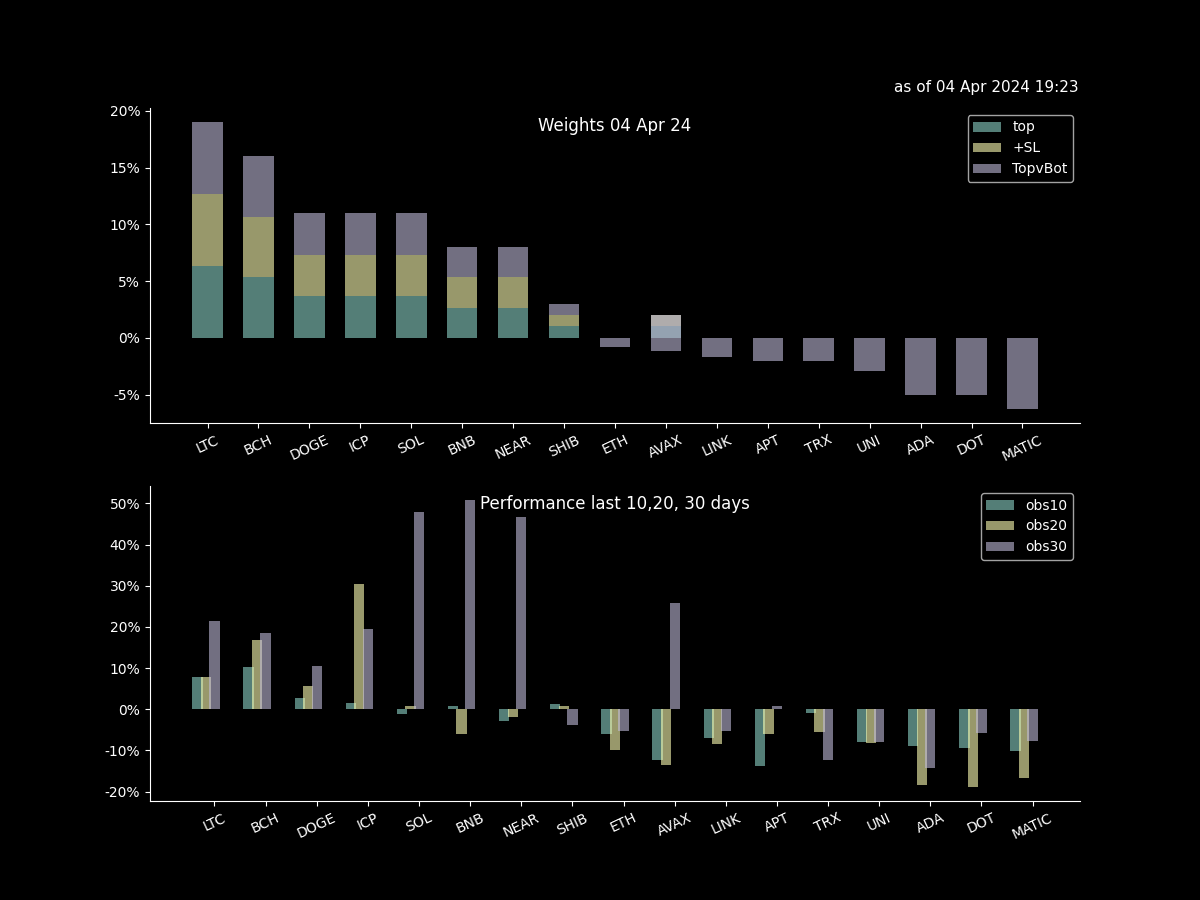 as of 04 Apr 2024 19:23
Weights 04 Apr 24
top
+SL
TopvBot
20%
15%
10%
5%
0%
-5%
LTC BCH DOGE ICP SOL BNB NEAR SHIB ETH AVAX LINK APT TRX UNI ADA DOT MATIC
Performance last 10,20, 30 days
obs10
obs20
obs30
50%
40%
30%
20%
10%
0%
-10%
-20%
LTC BCH DOGE ICP SOL BNB NEAR SHIB ETH AVAX LINK APT TRX UNI ADA DOT MATIC